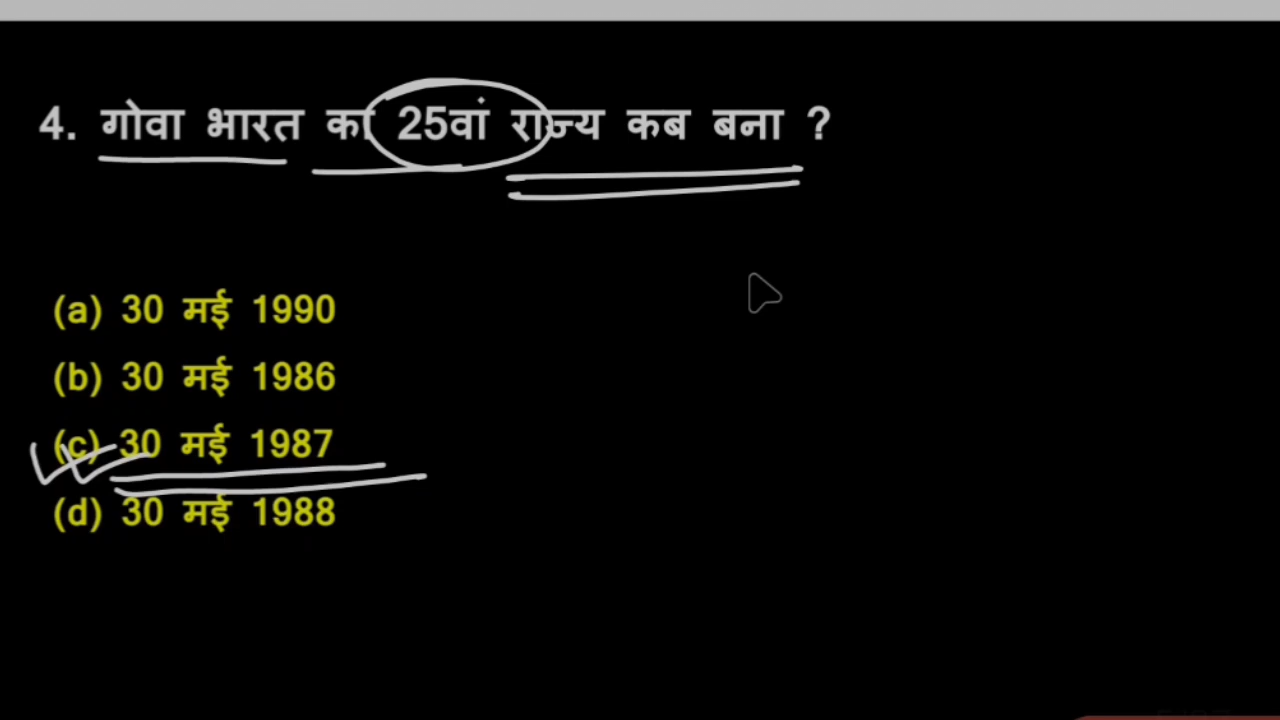 4. गोवा भारत का 25वां राज्य कब बना ?
(a) 30 मई 1990
(b) 30 मई 1986
(c) 30 मई 1987
(d) 30 मई 1988